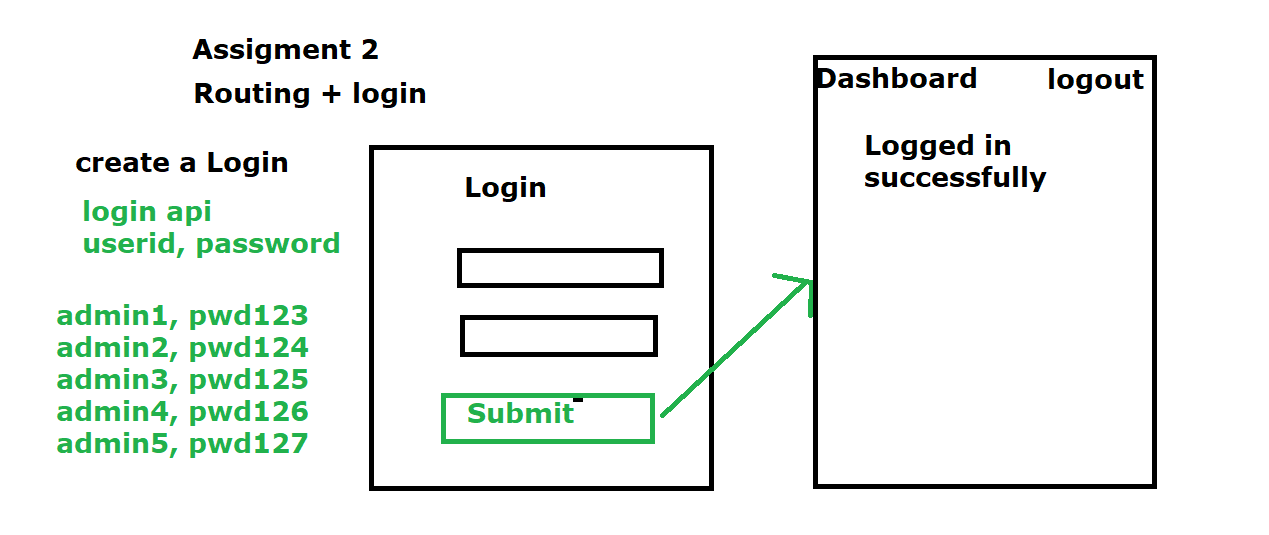 Assigment 2
Routing + login
create a Login
login api
userid, password
admin1, pwd123
admin2, pwd124
admin3, pwd125
admin4, pwd126
admin5, pwd127
Login
Submit
Dashboard logout
Logged in
successfully